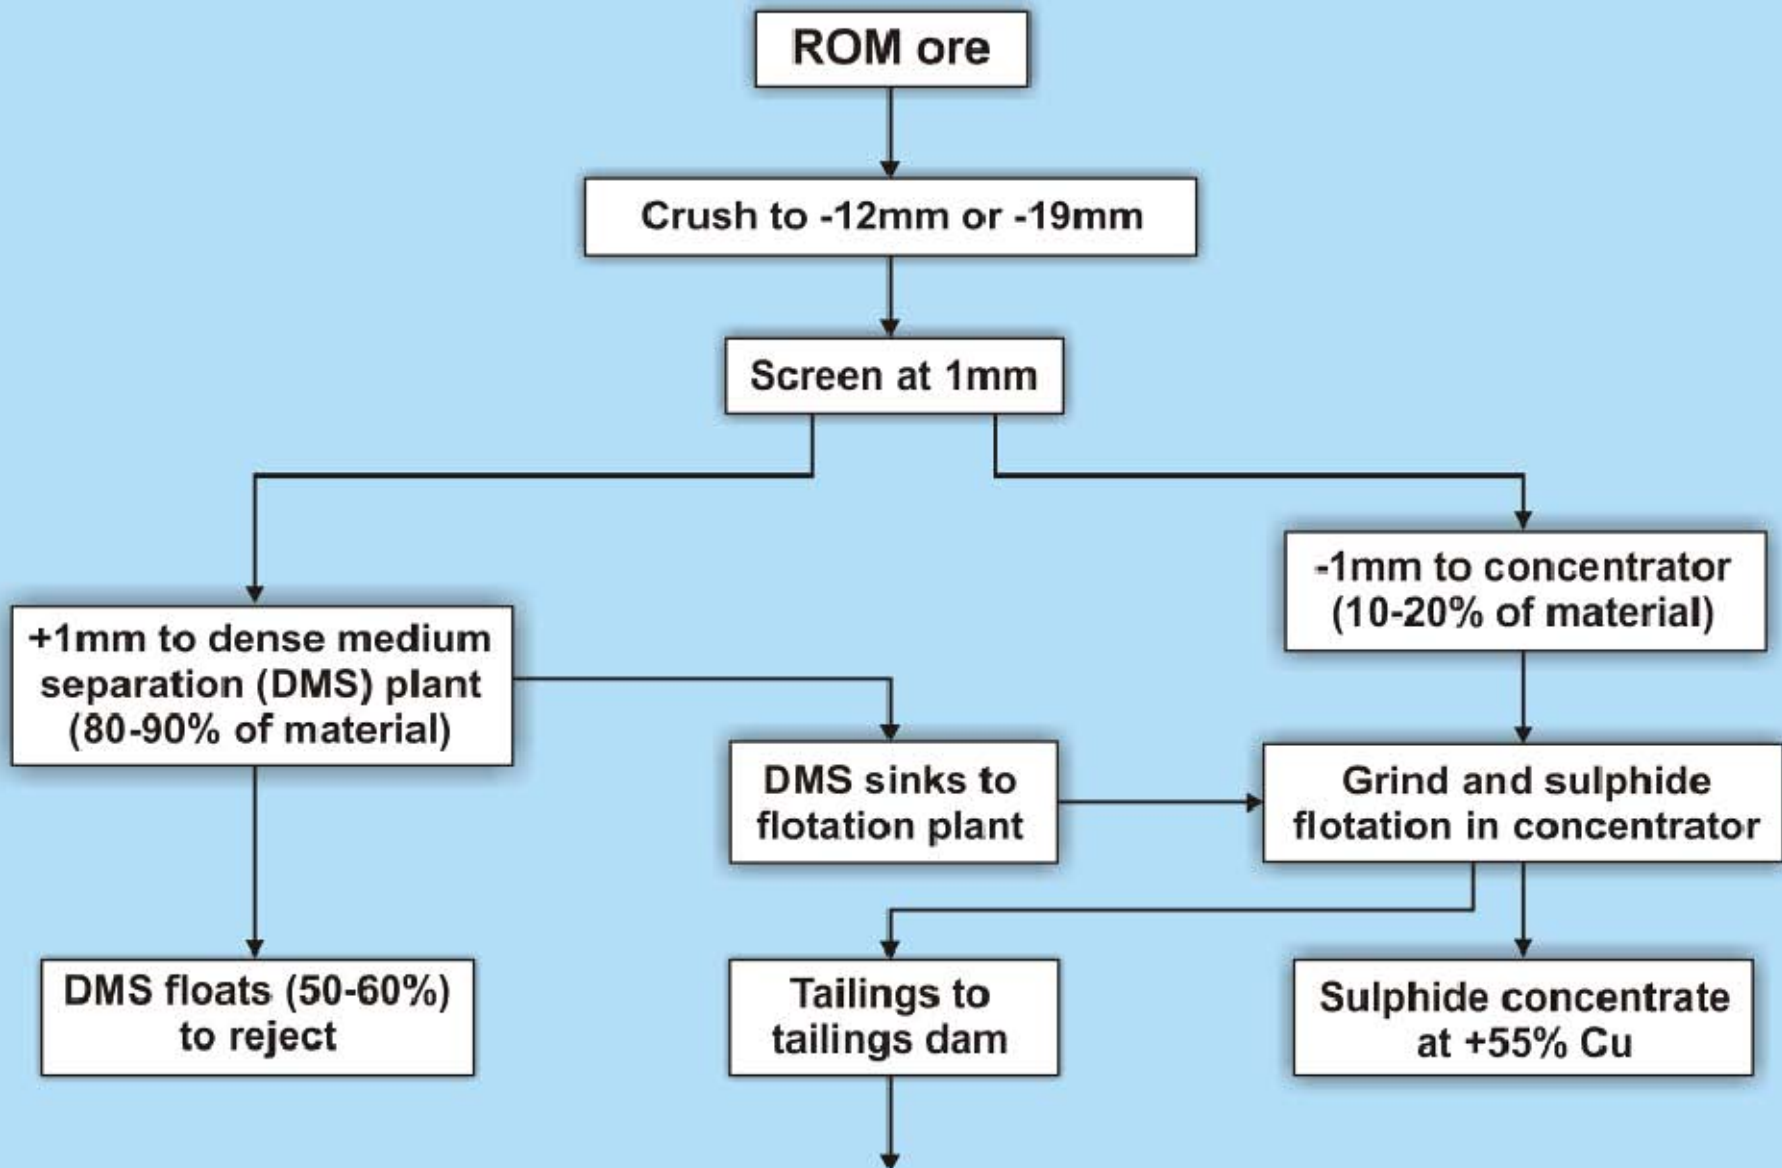 ROM ore
Crush to -12mm or -19mm
Screen at 1mm
-1mm to concentrator
(10-20% of material)
+1mm to dense medium
separation (DMS) plant
(80-90% of material)
DMS sinks to
flotation plant
Grind and sulphide
flotation in concentrator
DMS floats (50-60%)
to reject
Tailings to
tailings dam
Sulphide concentrate
at +55% Cu